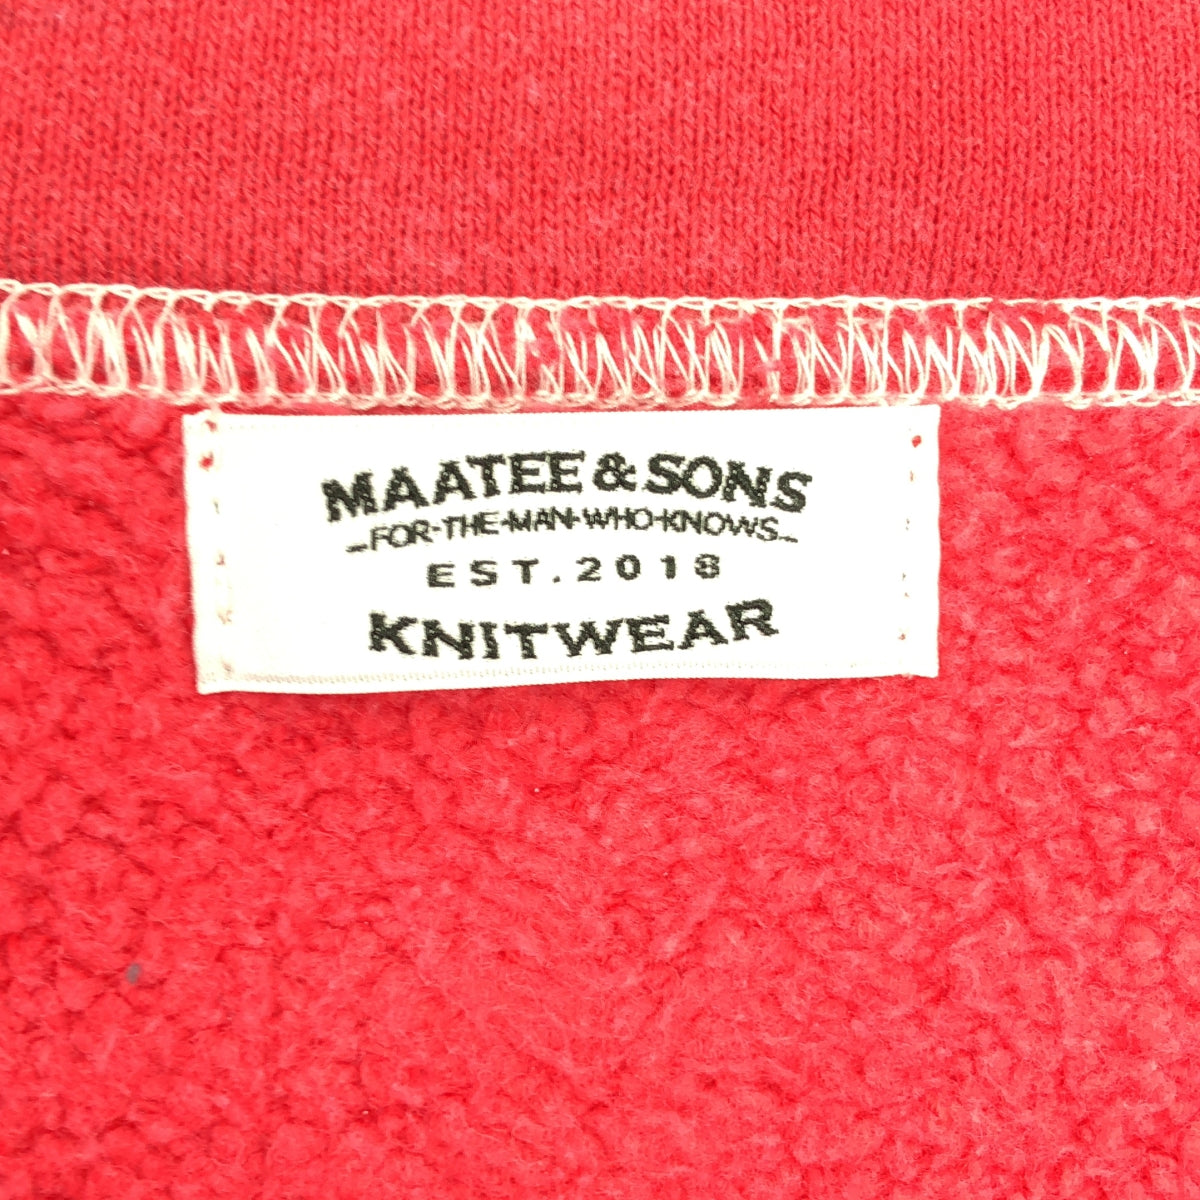 MAATEE & SONS
-FOR-THE-MAN-WHO-KNOWS-
EST.2018
KNITWEAR